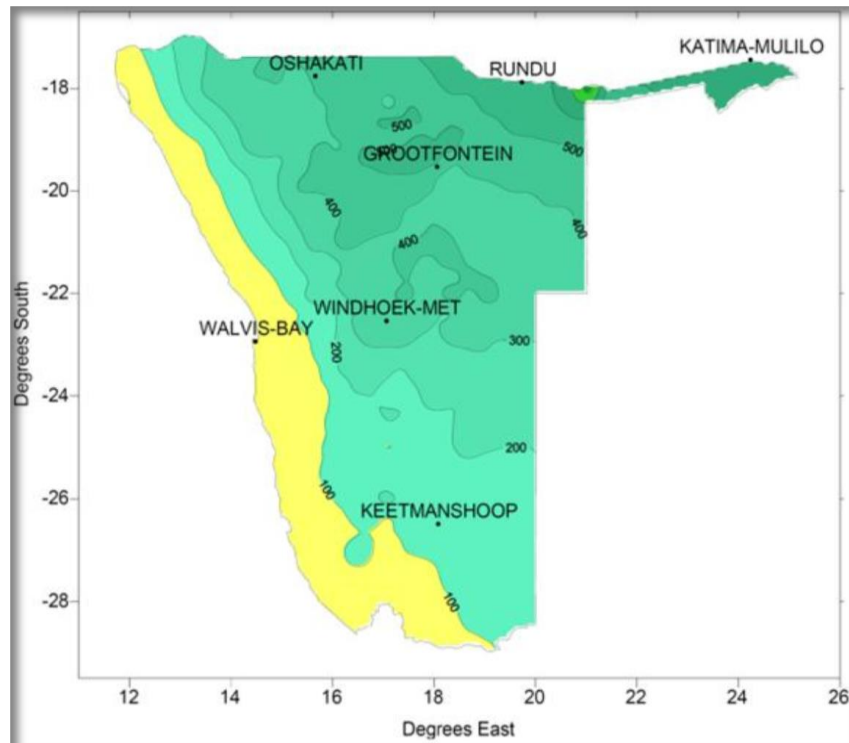 KATIMA-MULILO
OSHAKATI
RUNDU
-18
500
500
GROOTFONTEIN
500
-20
400
400
400
-22
WINDHOEK-MET
WALVIS-BAY
300
200
Degrees South
-24
200
100
-26
KEETMANSHOOP
-28
100
12 14 16 18 20 22 24 26
Degrees East